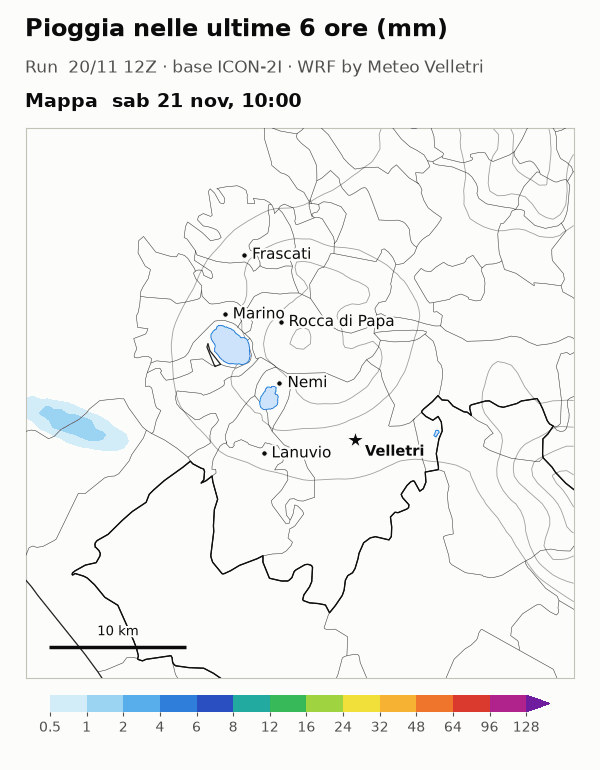 Pioggia nelle ultime 6 ore (mm)
Run  20/11 12Z · base ICON-2I · WRF by Meteo Velletri
Mappa  sab 21 nov, 10:00
Frascati
Marino
Rocca di Papa
Nemi
Velletri
Lanuvio
10 km
0.5 1 2 4 6 8 12 16 24 32 48 64 96 128